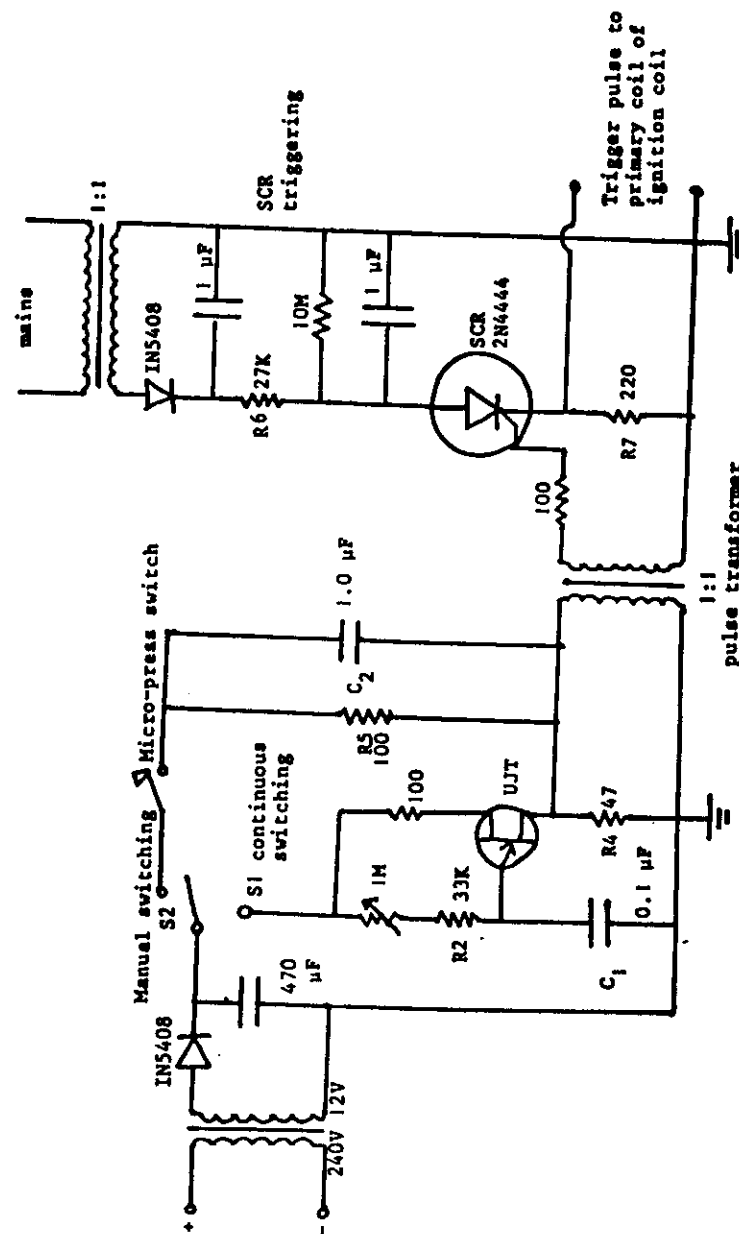 mains
1:1
IN5408
1 µF
SCR
triggering
R6
27K
10M
1 µF
SCR
2N4444
100
R7
220
Trigger pulse to
primary coil of
ignition coil
Manual switching
Micro-press switch
S2
S1 continuous
switching
IN5408
470
µF
240V
12V
+
-
1M
R2
33K
100
UJT
C1
0.1 µF
R4
47
R5
100
C2
1.0 µF
1:1
pulse transformer